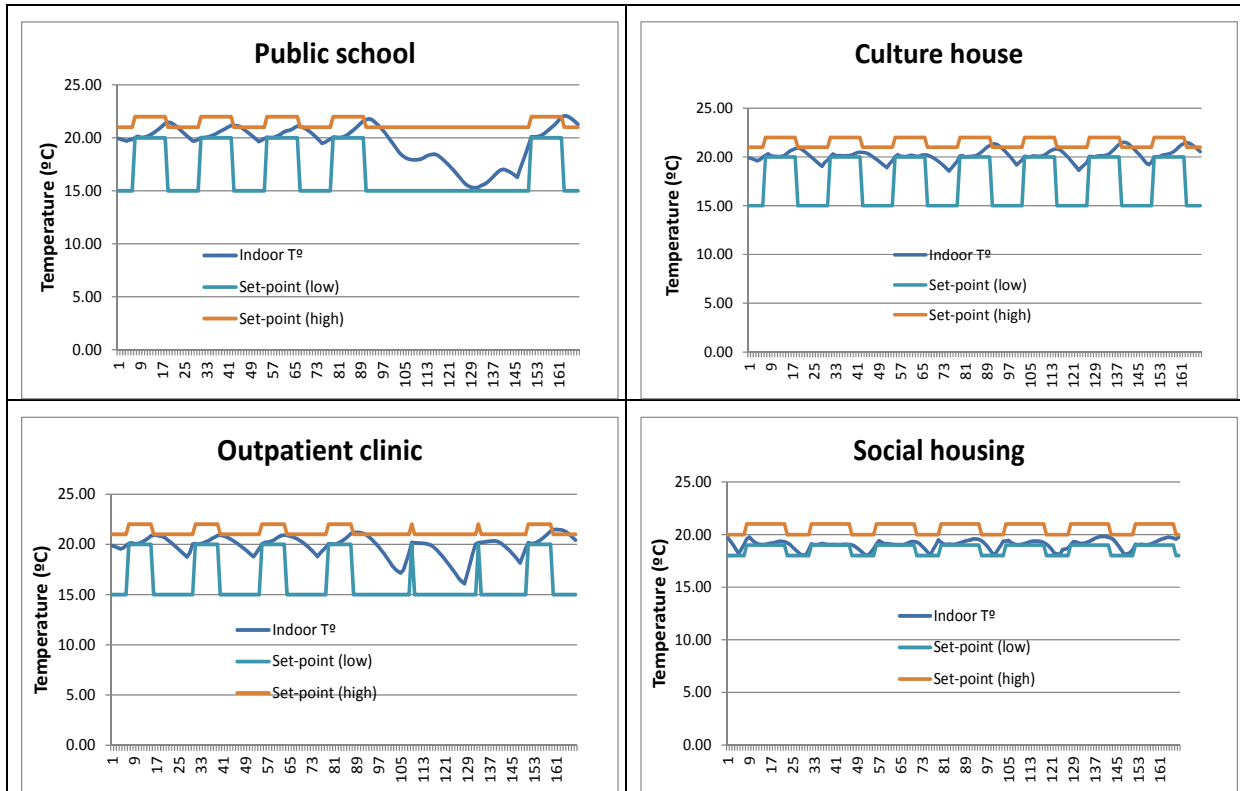 Public school
25.00
20.00
15.00
10.00
5.00
0.00
Temperature (ºC)
Indoor Tº
Set-point (low)
Set-point (high)
1 9 17 25 33 41 49 57 65 73 81 89 97 105 113 121 129 137 145 153 161
Culture house
25.00
20.00
15.00
10.00
5.00
0.00
Temperature (ºC)
Indoor Tº
Set-point (low)
Set-point (high)
1 9 17 25 33 41 49 57 65 73 81 89 97 105 113 121 129 137 145 153 161
Outpatient clinic
25.00
20.00
15.00
10.00
5.00
0.00
Temperature (ºC)
Indoor Tº
Set-point (low)
Set-point (high)
1 9 17 25 33 41 49 57 65 73 81 89 97 105 113 121 129 137 145 153 161
Social housing
25.00
20.00
15.00
10.00
5.00
0.00
Temperature (ºC)
Indoor Tº
Set-point (low)
Set-point (high)
1 9 17 25 33 41 49 57 65 73 81 89 97 105 113 121 129 137 145 153 161